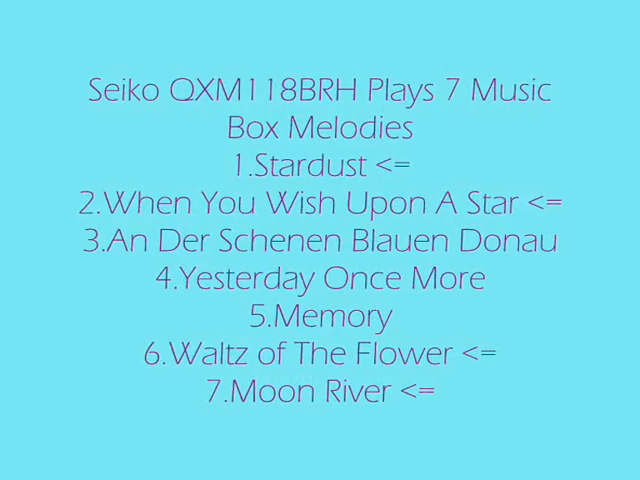 Seiko QXM118BRH Plays 7 Music
Box Melodies
1.Stardust <=
2.When You Wish Upon A Star <=
3.An Der Schenen Blauen Donau
4.Yesterday Once More
5.Memory
6.Waltz of The Flower <=
7.Moon River <=